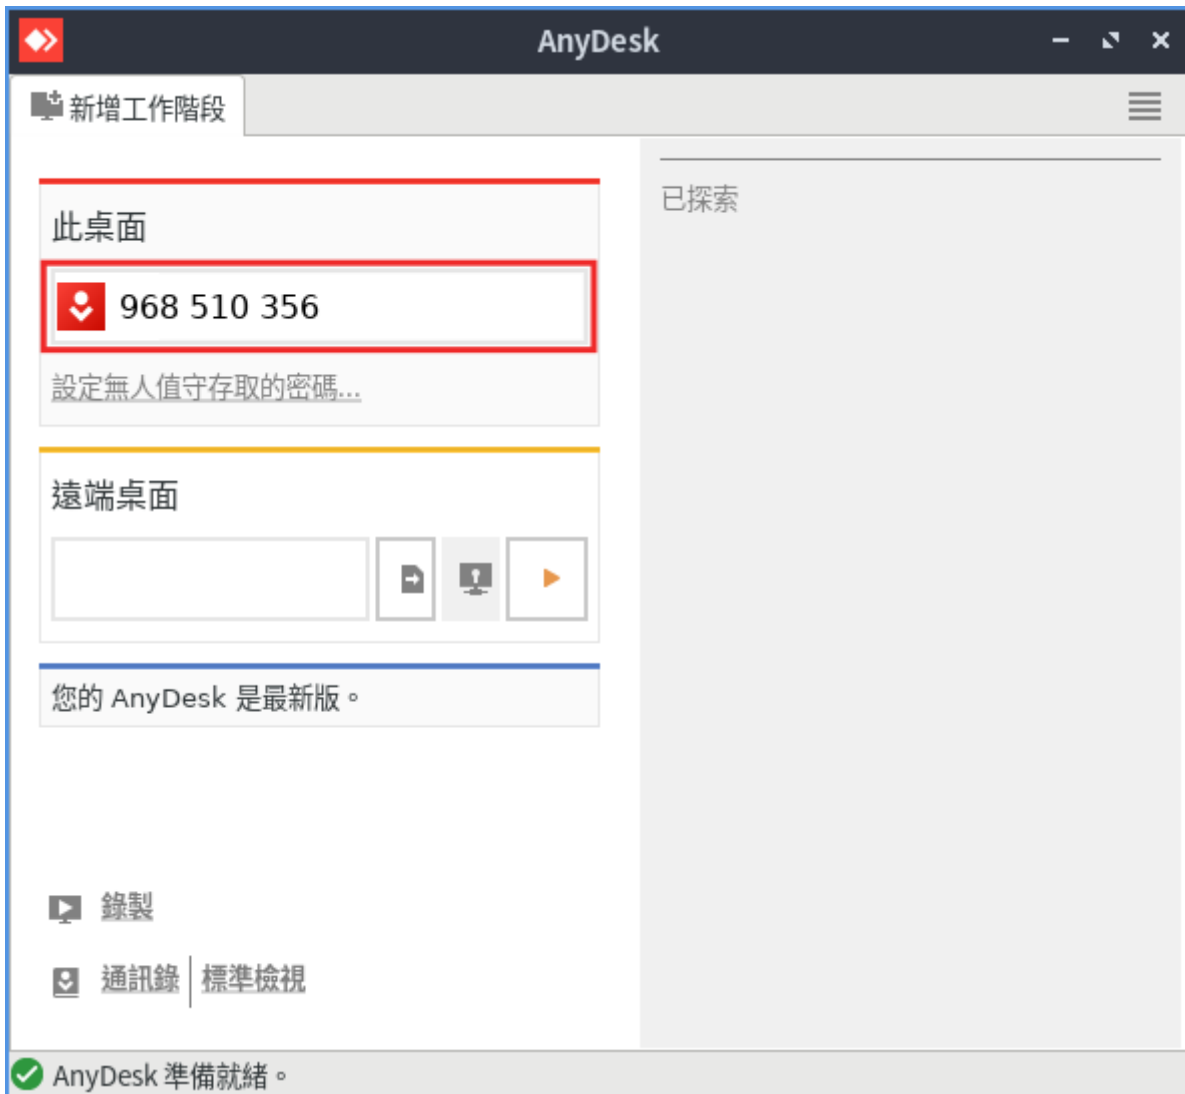 AnyDesk
新增工作階段
此桌面
968 510 356
設定無人值守存取的密碼...
遠端桌面
您的 AnyDesk 是最新版。
錄製
通訊錄 標準檢視
已探索
AnyDesk 準備就緒。